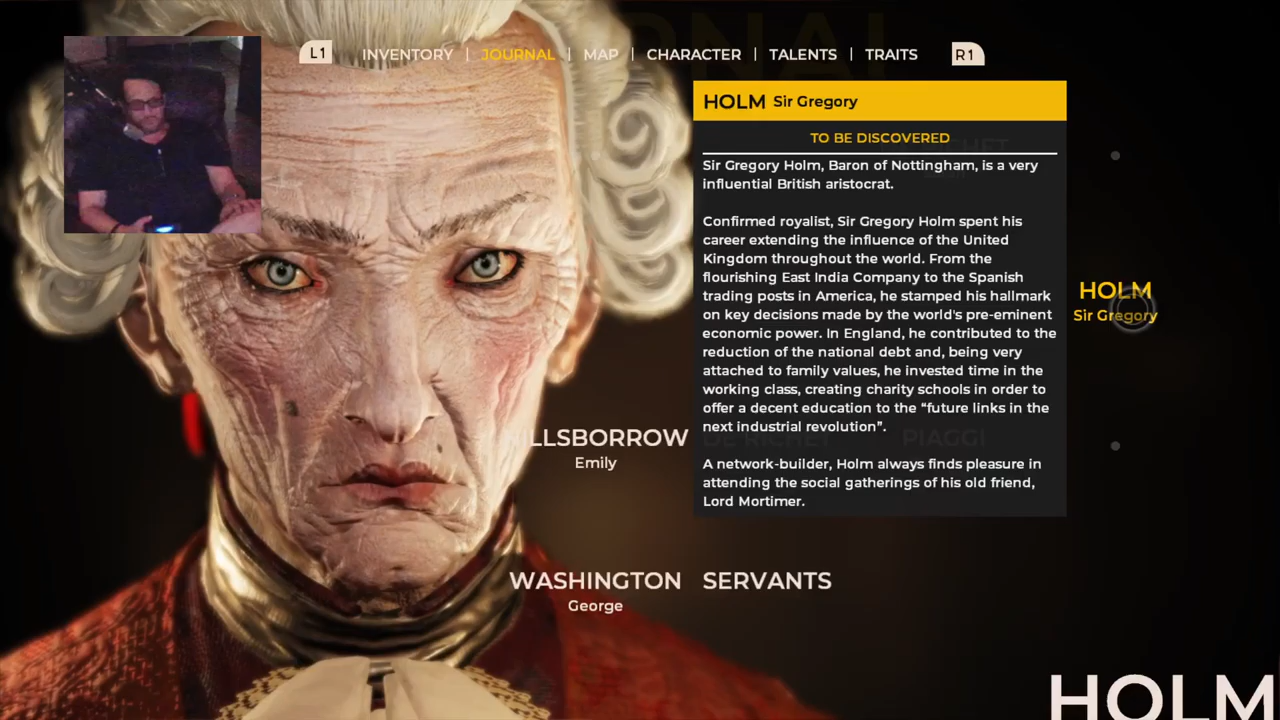 L1 INVENTORY | JOURNAL | MAP | CHARACTER | TALENTS | TRAITS R1
HOLM Sir Gregory
TO BE DISCOVERED
Sir Gregory Holm, Baron of Nottingham, is a very
influential British aristocrat.
Confirmed royalist, Sir Gregory Holm spent his
career extending the influence of the United
Kingdom throughout the world. From the
flourishing East India Company to the Spanish
trading posts in America, he stamped his hallmark
on key decisions made by the world's pre-eminent
economic power. In England, he contributed to the
reduction of the national debt and, being very
attached to family values, he invested time in the
working class, creating charity schools in order to
offer a decent education to the “future links in the
next industrial revolution”.
A network-builder, Holm always finds pleasure in
attending the social gatherings of his old friend,
Lord Mortimer.
HOLM
Sir Gregory
ILLSBORROW
Emily
DE RICHET
PIAGGI
WASHINGTON
George
SERVANTS
HOLM